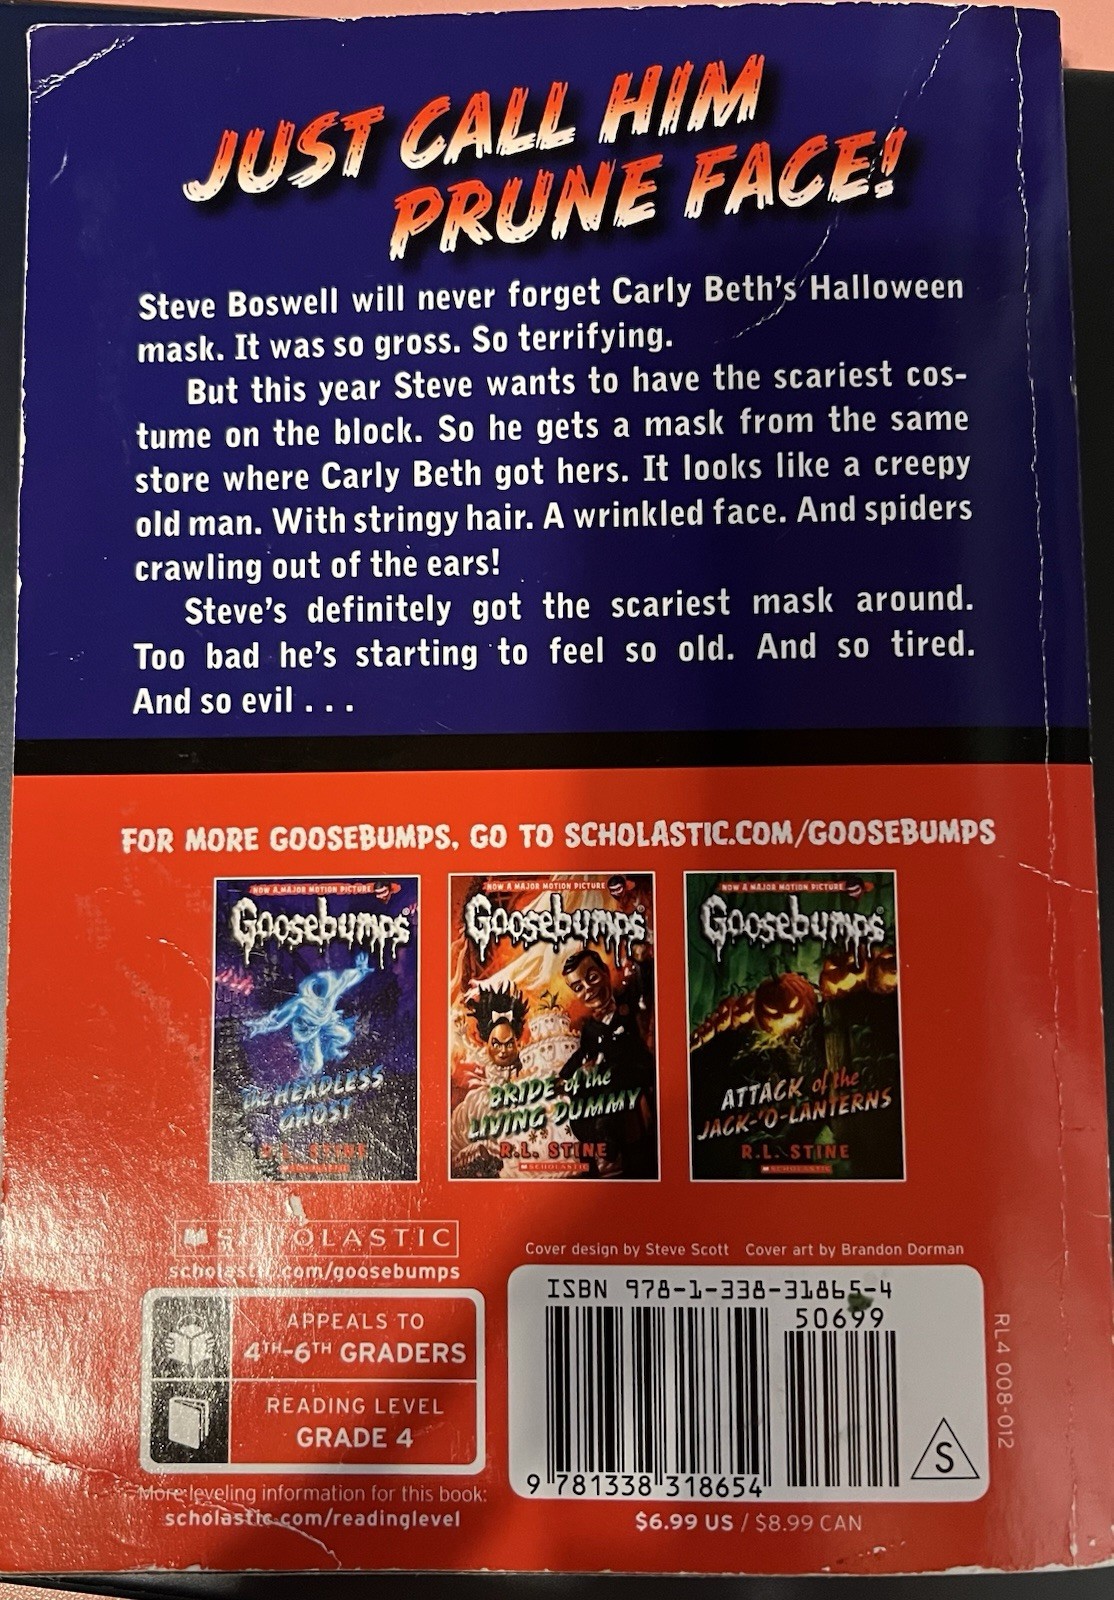 JUST CALL HIM
PRUNE FACE!
Steve Boswell will never forget Carly Beth's Halloween
mask. It was so gross. So terrifying.
But this year Steve wants to have the scariest cos-
tume on the block. So he gets a mask from the same
store where Carly Beth got hers. It looks like a creepy
old man. With stringy hair. A wrinkled face. And spiders
crawling out of the ears!
Steve's definitely got the scariest mask around.
Too bad he's starting to feel so old. And so tired.
And so evil . . .
FOR MORE GOOSEBUMPS, GO TO SCHOLASTIC.COM/GOOSEBUMPS
NOW A MAJOR MOTION PICTURE
Goosebumps®
The HEADLESS
GHOST
R.L. STINE
SCHOLASTIC
NOW A MAJOR MOTION PICTURE
Goosebumps
BRIDE of the
LIVING DUMMY
R.L. STINE
SCHOLASTIC
NOW A MAJOR MOTION PICTURE
Goosebumps
ATTACK of the
JACK-'O-LANTERNS
R.L. STINE
SCHOLASTIC
SCHOLASTIC
scholastic.com/goosebumps
APPEALS TO
4TH-6TH GRADERS
READING LEVEL
GRADE 4
More leveling information for this book:
scholastic.com/readinglevel
Cover design by Steve Scott Cover art by Brandon Dorman
ISBN 978-1-338-31865-4
50699
9 781338 318654
S
$6.99 US / $8.99 CAN
RL4 008-012